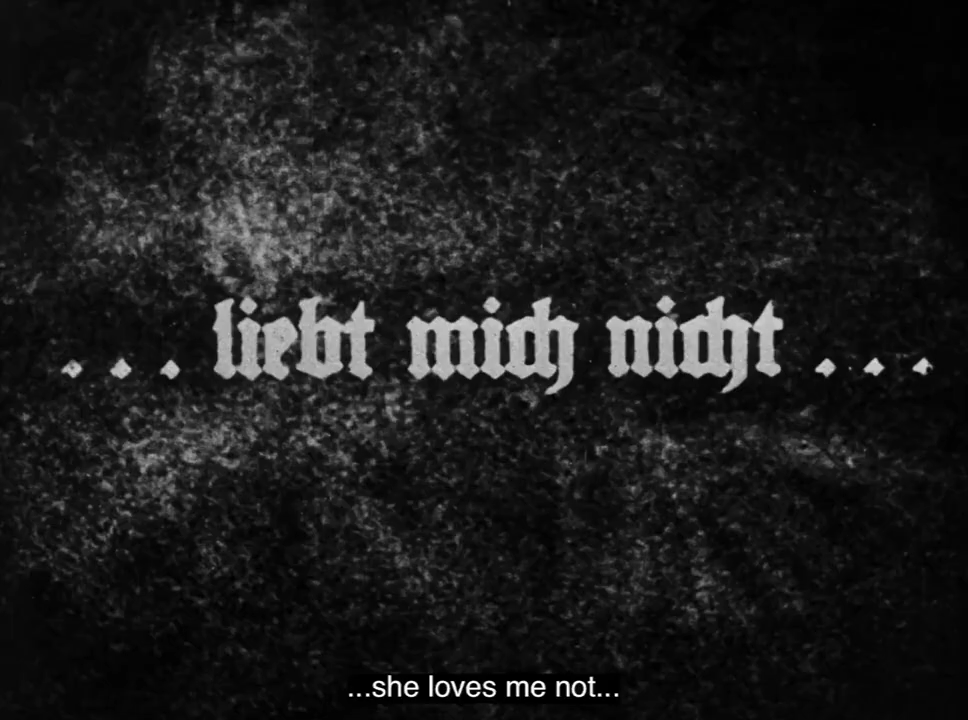 . . . liebt mich nicht . . .
...she loves me not...